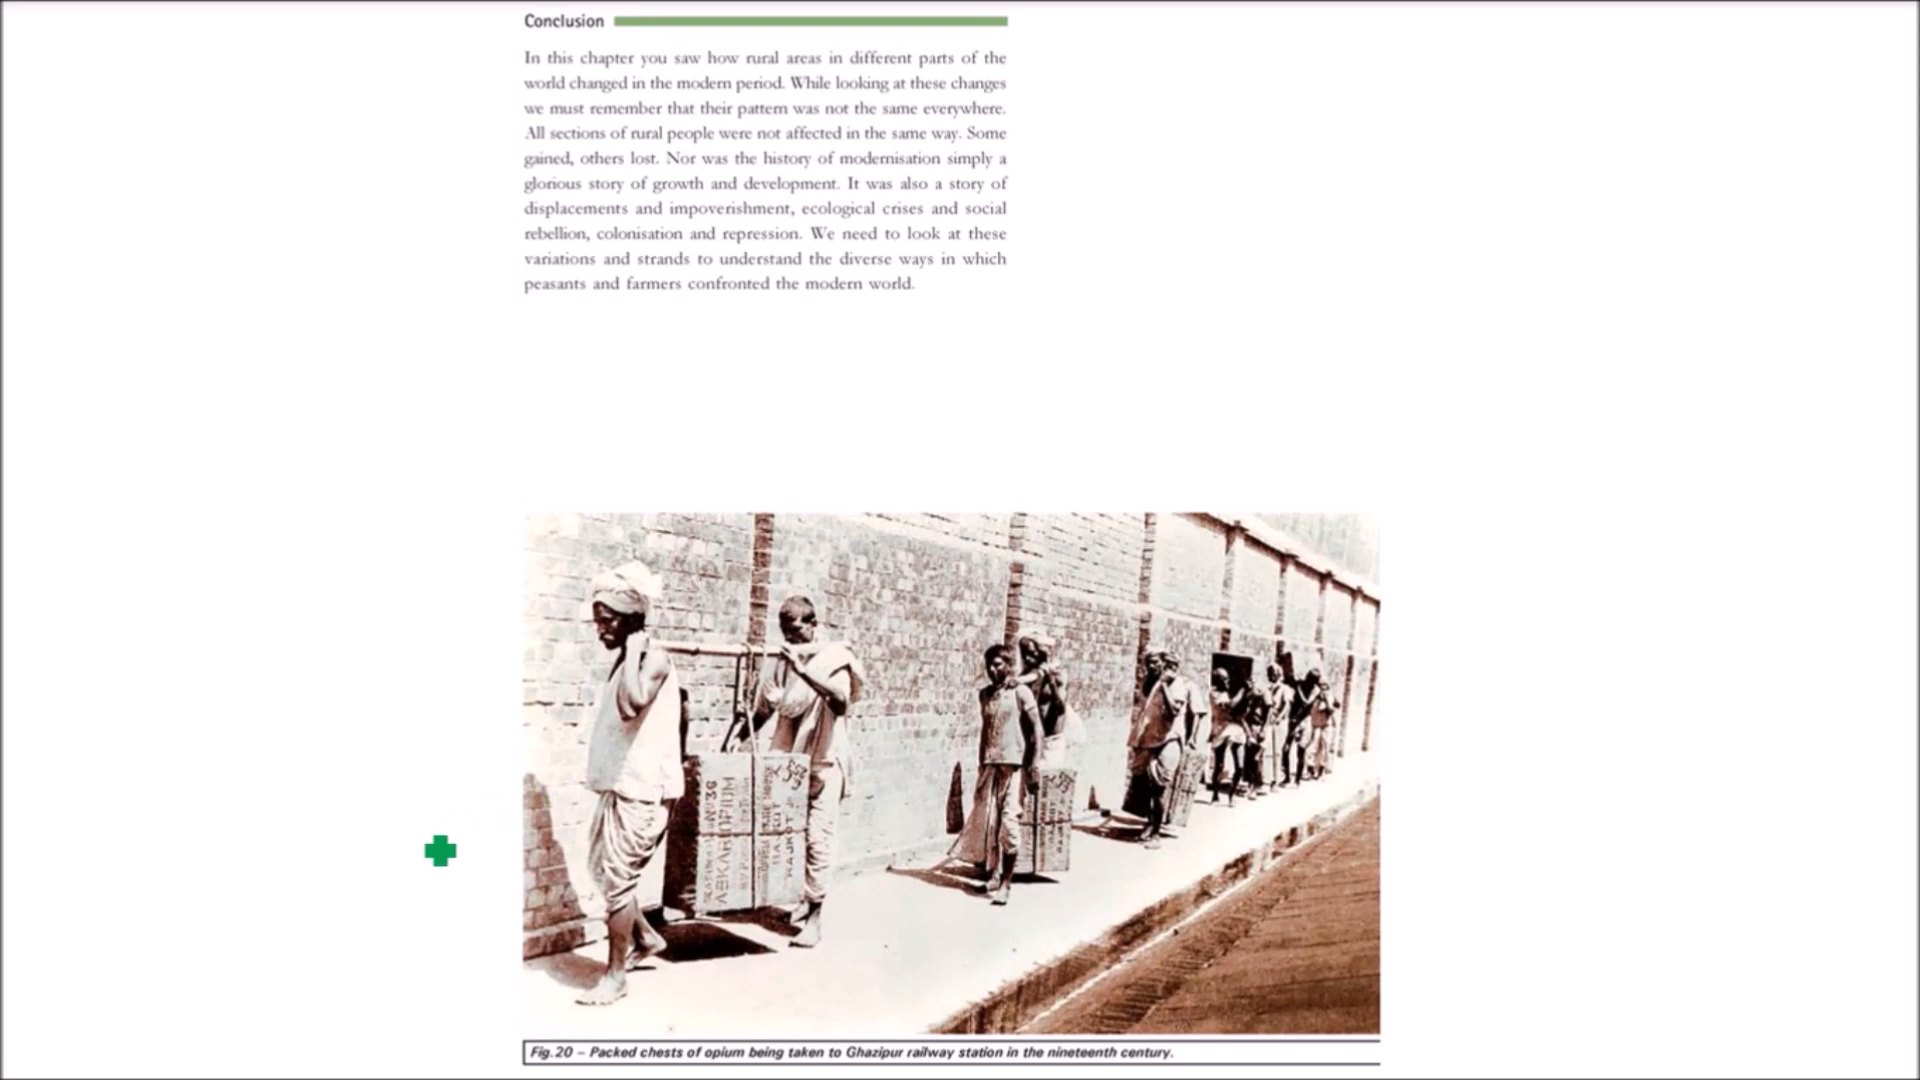 Conclusion
In this chapter you saw how rural areas in different parts of the
world changed in the modern period. While looking at these changes
we must remember that their pattern was not the same everywhere.
All sections of rural people were not affected in the same way. Some
gained, others lost. Nor was the history of modernisation simply a
glorious story of growth and development. It was also a story of
displacements and impoverishment, ecological crises and social
rebellion, colonisation and repression. We need to look at these
variations and strands to understand the diverse ways in which
peasants and farmers confronted the modern world.
OPIUM
Fig.20 – Packed chests of opium being taken to Ghazipur railway station in the nineteenth century.